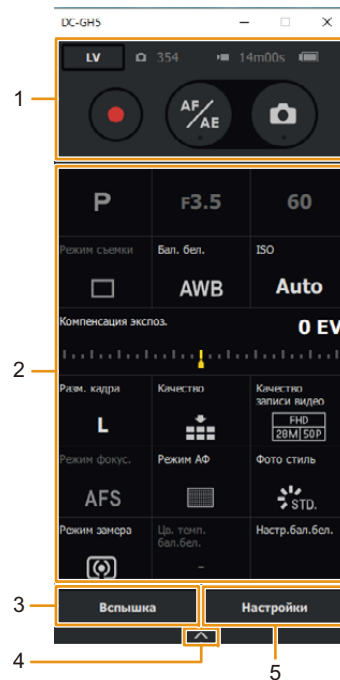 DC-GH5
LV 354 14m00s
1
AF/AE
P F3.5 60
Режим съемки Бал. бел. ISO
AWB Auto
Компенсация экспоз. 0 EV
2
Разм. кадра Качество Качество
записи видео
L FHD
28M 50P
Режим фокус. Режим АФ Фото стиль
AFS STD.
Режим замера Цв. темп.
бал.бел. Настр.бал.бел.
-
3
Вспышка Настройки
4
5